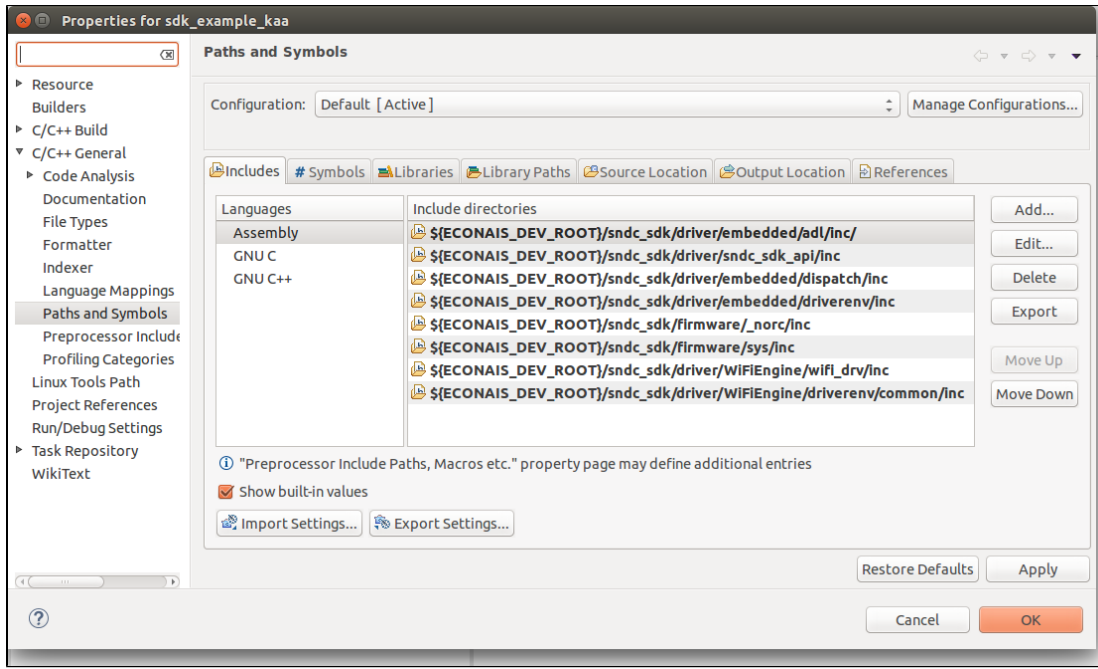 Properties for sdk_example_kaa
Paths and Symbols
Resource
Builders
C/C++ Build
C/C++ General
Code Analysis
Documentation
File Types
Formatter
Indexer
Language Mappings
Paths and Symbols
Preprocessor Include
Profiling Categories
Linux Tools Path
Project References
Run/Debug Settings
Task Repository
WikiText
Configuration: Default [ Active ] Manage Configurations...
Includes # Symbols Libraries Library Paths Source Location Output Location References
Languages
Assembly
GNU C
GNU C++
Include directories
${ECONAIS_DEV_ROOT}/sndc_sdk/driver/embedded/adl/inc/
${ECONAIS_DEV_ROOT}/sndc_sdk/driver/sndc_sdk_api/inc
${ECONAIS_DEV_ROOT}/sndc_sdk/driver/embedded/dispatch/inc
${ECONAIS_DEV_ROOT}/sndc_sdk/driver/embedded/driverenv/inc
${ECONAIS_DEV_ROOT}/sndc_sdk/firmware/_norc/inc
${ECONAIS_DEV_ROOT}/sndc_sdk/firmware/sys/inc
${ECONAIS_DEV_ROOT}/sndc_sdk/driver/WiFiEngine/wifi_drv/inc
${ECONAIS_DEV_ROOT}/sndc_sdk/driver/WiFiEngine/driverenv/common/inc
Add...
Edit...
Delete
Export
Move Up
Move Down
"Preprocessor Include Paths, Macros etc." property page may define additional entries
Show built-in values
Import Settings... Export Settings...
Restore Defaults Apply
Cancel OK